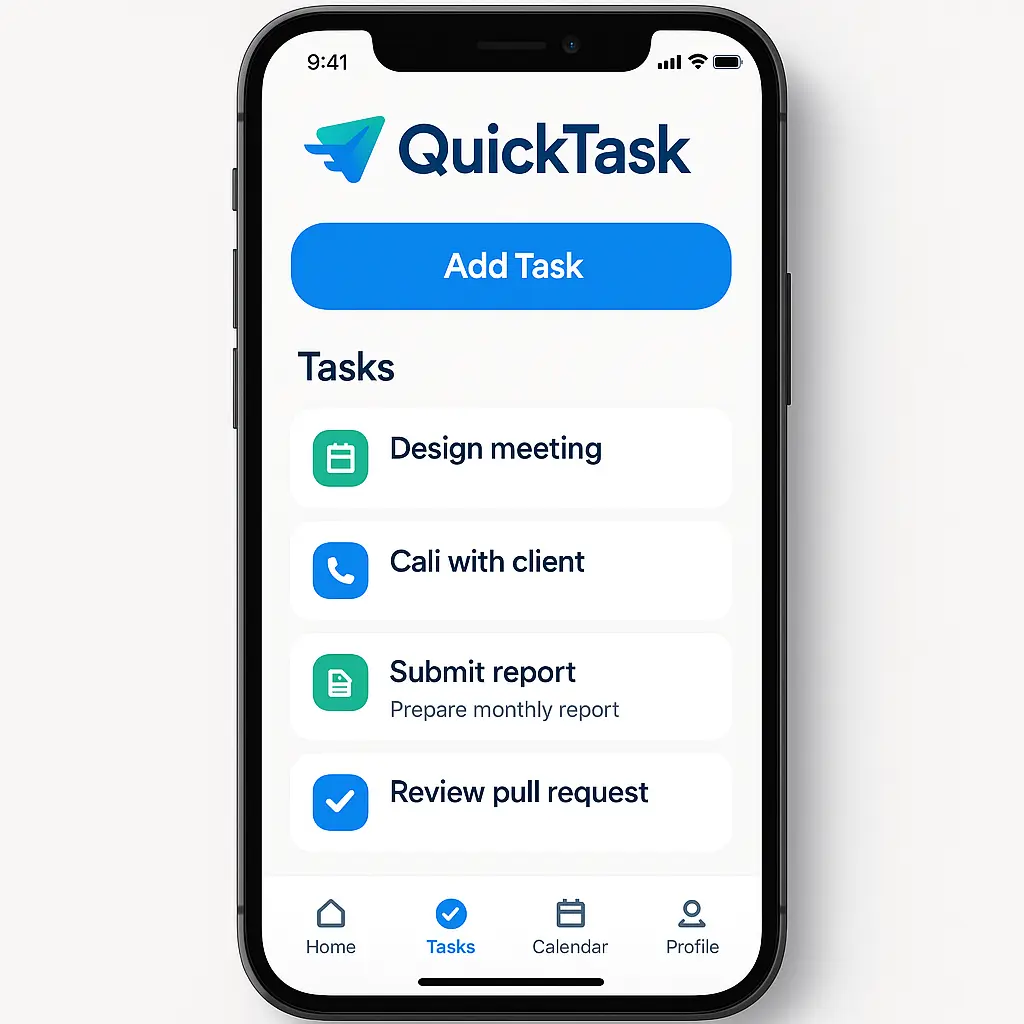 9:41
QuickTask
Add Task
Tasks
Design meeting
Cali with client
Submit report
Prepare monthly report
Review pull request
Home
Tasks
Calendar
Profile